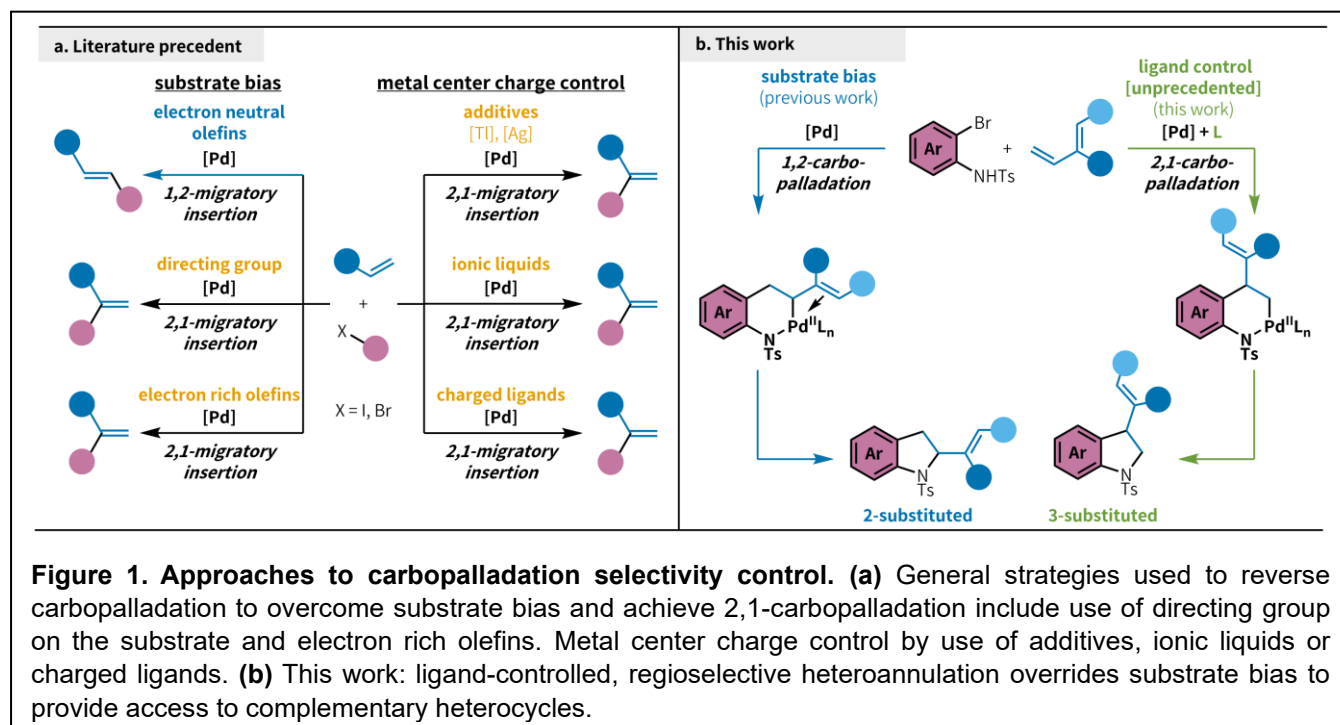 a. Literature precedent
substrate bias
electron neutral
olefins
[Pd]
1,2-migratory
insertion
directing group
[Pd]
2,1-migratory
insertion
electron rich olefins
[Pd]
2,1-migratory
insertion
+
X
X = I, Br
metal center charge control
additives
[Tl], [Ag]
[Pd]
2,1-migratory
insertion
ionic liquids
[Pd]
2,1-migratory
insertion
charged ligands
[Pd]
2,1-migratory
insertion
b. This work
substrate bias
(previous work)
[Pd]
1,2-carbo-
palladation
Br
Ar
NHTs
+
ligand control
[unprecedented]
(this work)
[Pd] + L
2,1-carbo-
palladation
Ar
N
Ts
PdᴵᴵLₙ
Ar
N
Ts
PdᴵᴵLₙ
Ar
N
Ts
2-substituted
Ar
N
Ts
3-substituted
Figure 1. Approaches to carbopalladation selectivity control. (a) General strategies used to reverse
carbopalladation to overcome substrate bias and achieve 2,1-carbopalladation include use of directing group
on the substrate and electron rich olefins. Metal center charge control by use of additives, ionic liquids or
charged ligands. (b) This work: ligand-controlled, regioselective heteroannulation overrides substrate bias to
provide access to complementary heterocycles.